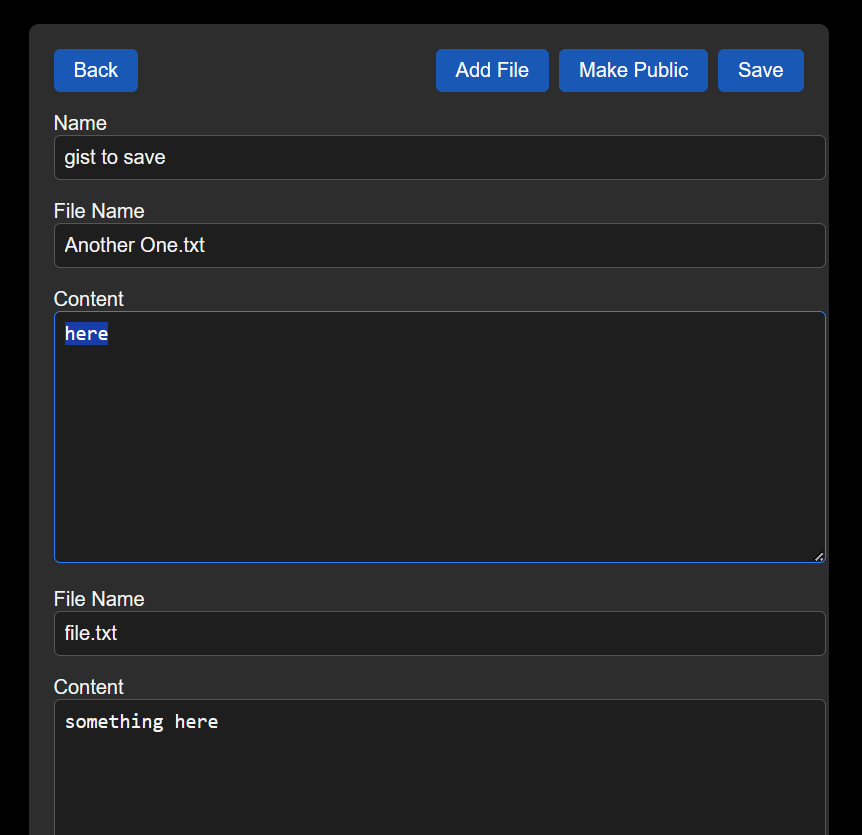 Back Add File Make Public Save
Name
gist to save
File Name
Another One.txt
Content
here
File Name
file.txt
Content
something here